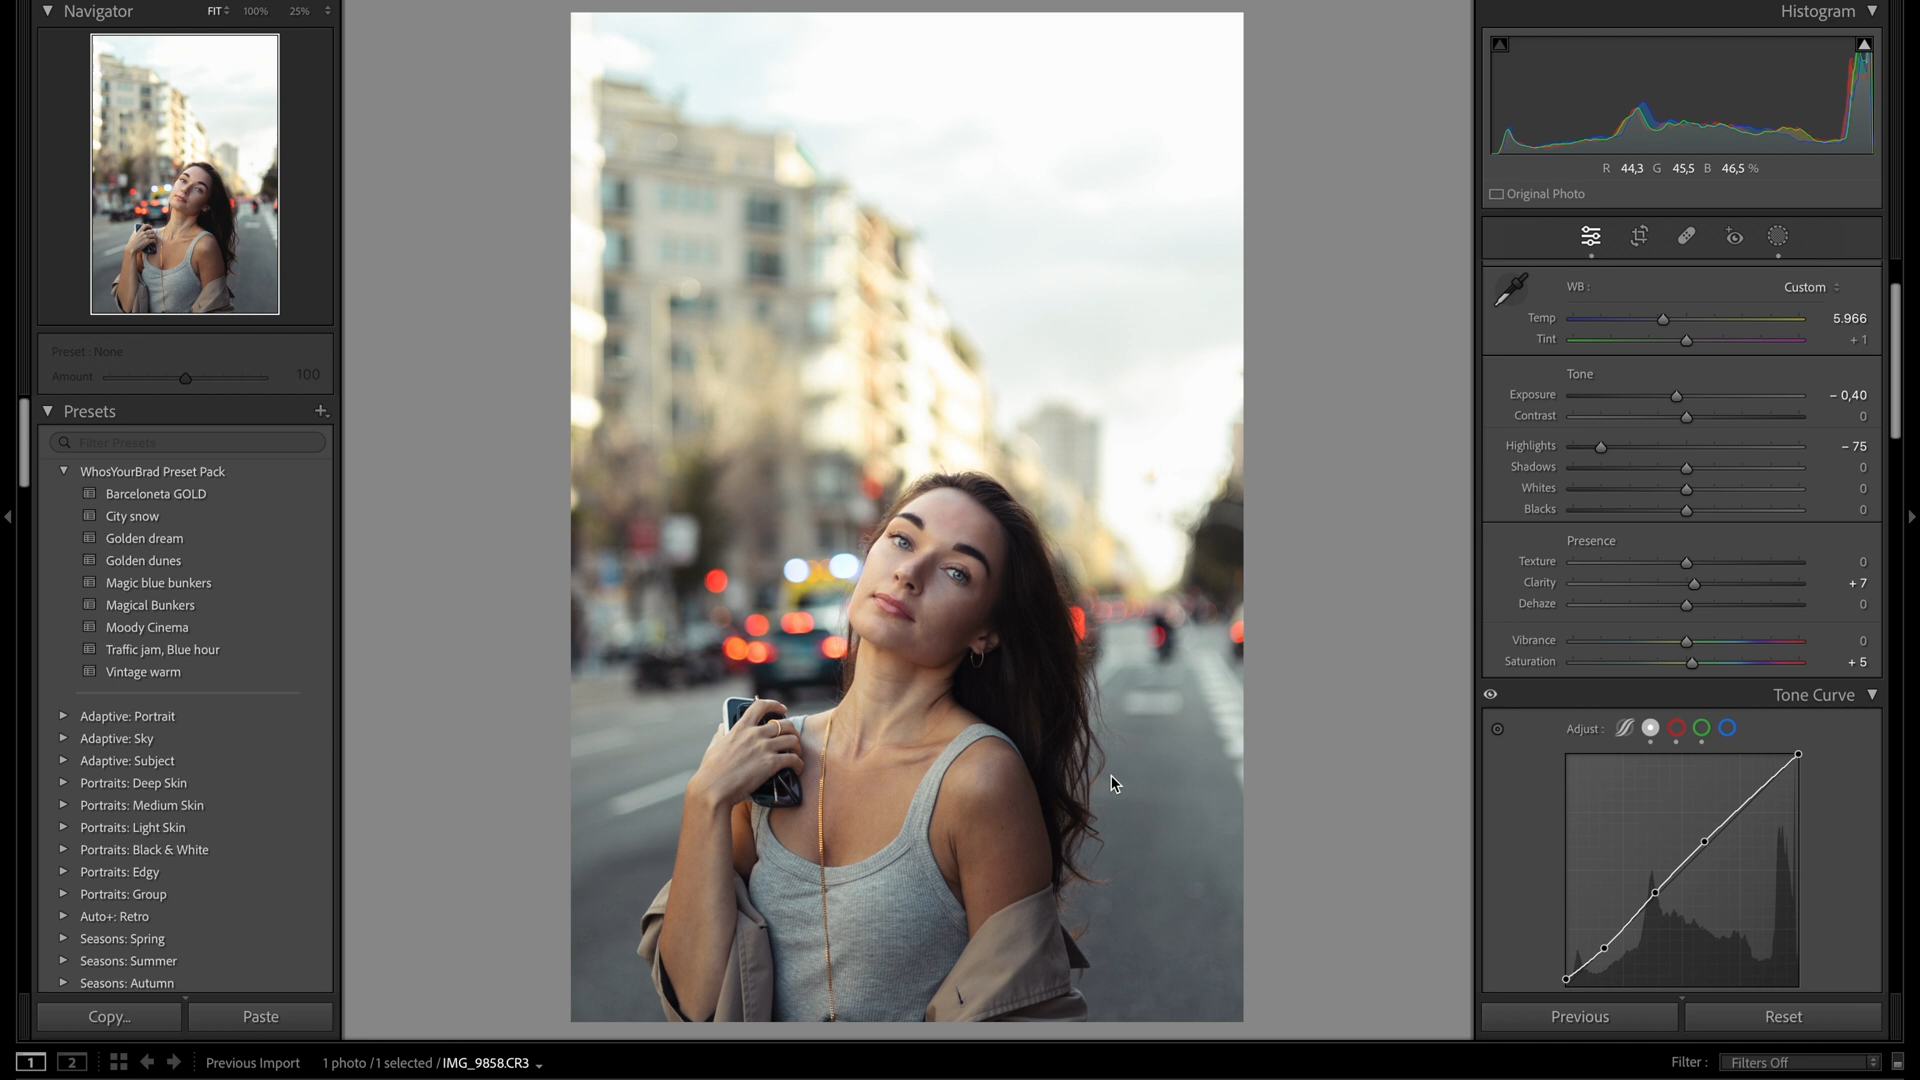 Navigator
FIT 100% 25%
Preset : None
Amount 100
Presets
Filter Presets
WhosYourBrad Preset Pack
Barceloneta GOLD
City snow
Golden dream
Golden dunes
Magic blue bunkers
Magical Bunkers
Moody Cinema
Traffic jam, Blue hour
Vintage warm
Adaptive: Portrait
Adaptive: Sky
Adaptive: Subject
Portraits: Deep Skin
Portraits: Medium Skin
Portraits: Light Skin
Portraits: Black & White
Portraits: Edgy
Portraits: Group
Auto+: Retro
Seasons: Spring
Seasons: Summer
Seasons: Autumn
Copy... Paste
Histogram
R 44,3 G 45,5 B 46,5 %
Original Photo
WB : Custom
Temp 5.966
Tint + 1
Tone
Exposure – 0,40
Contrast 0
Highlights – 75
Shadows 0
Whites 0
Blacks 0
Presence
Texture 0
Clarity + 7
Dehaze 0
Vibrance 0
Saturation + 5
Tone Curve
Adjust :
Previous Reset
1 2 Previous Import 1 photo /1 selected /IMG_9858.CR3 Filter : Filters Off